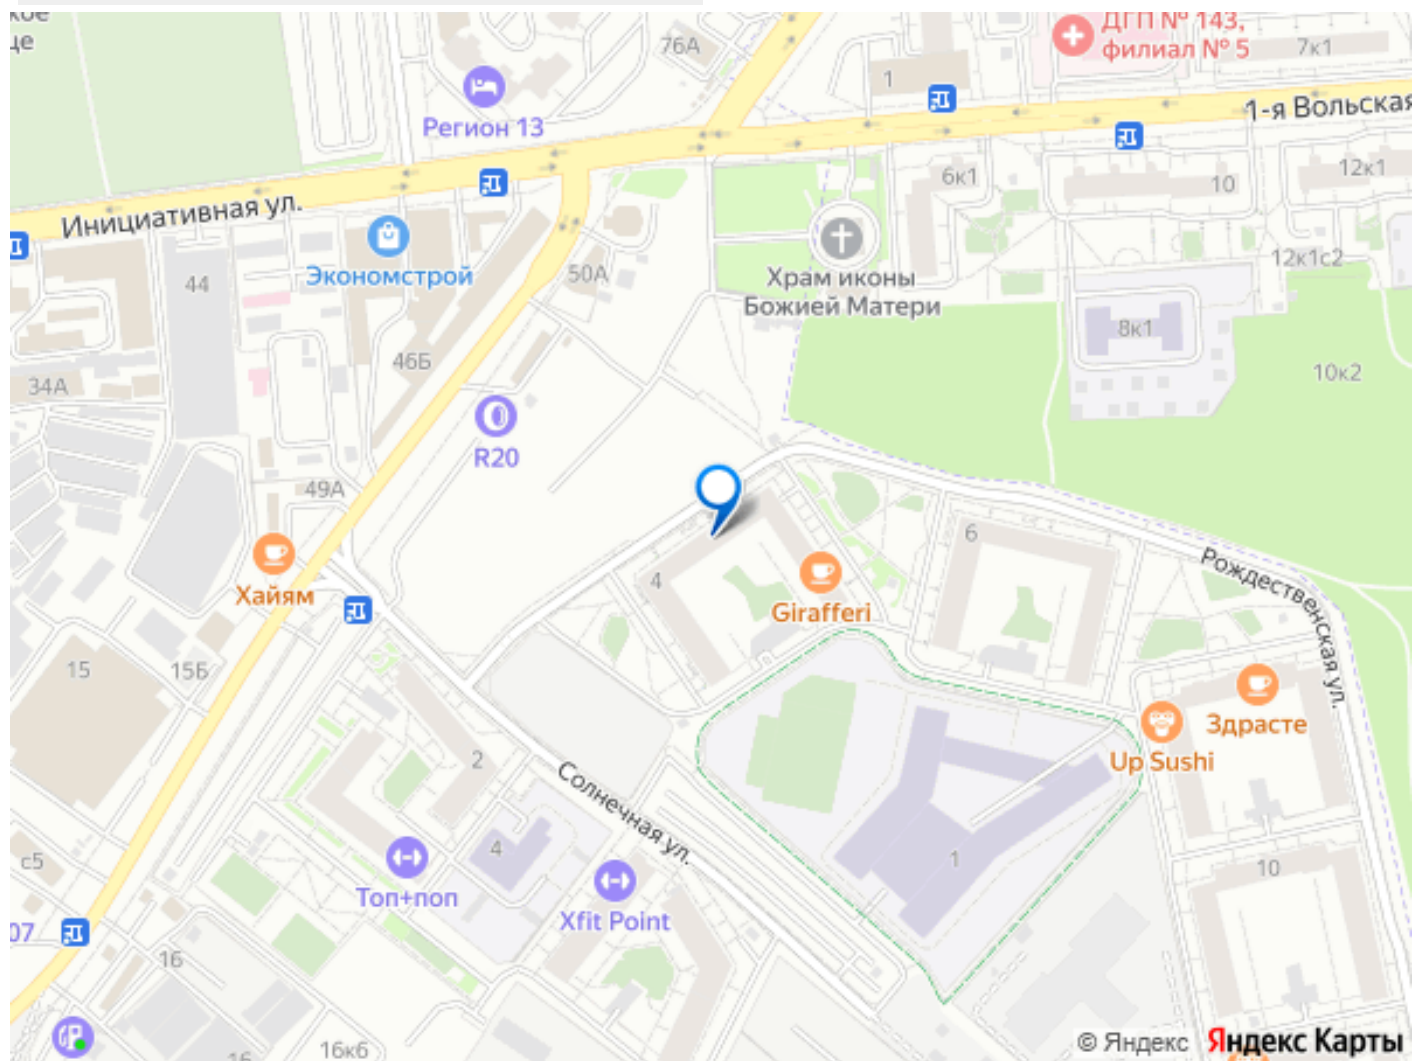 76А
ДГП № 143,
филиал № 5
7к1
1
Регион 13
1-я Вольская
Инициативная ул.
6к1
10
12к1
44
Экономстрой
50А
Храм иконы
Божией Матери
12к1с2
8к1
10к2
34А
46Б
R20
49А
Хайям
4
Girafferi
6
Рождественская ул.
15
15Б
2
Солнечная ул.
Здрасте
Up Sushi
4
Топ+поп
Xfit Point
1
10
с5
07
16
16
16к6
© Яндекс Яндекс Карты